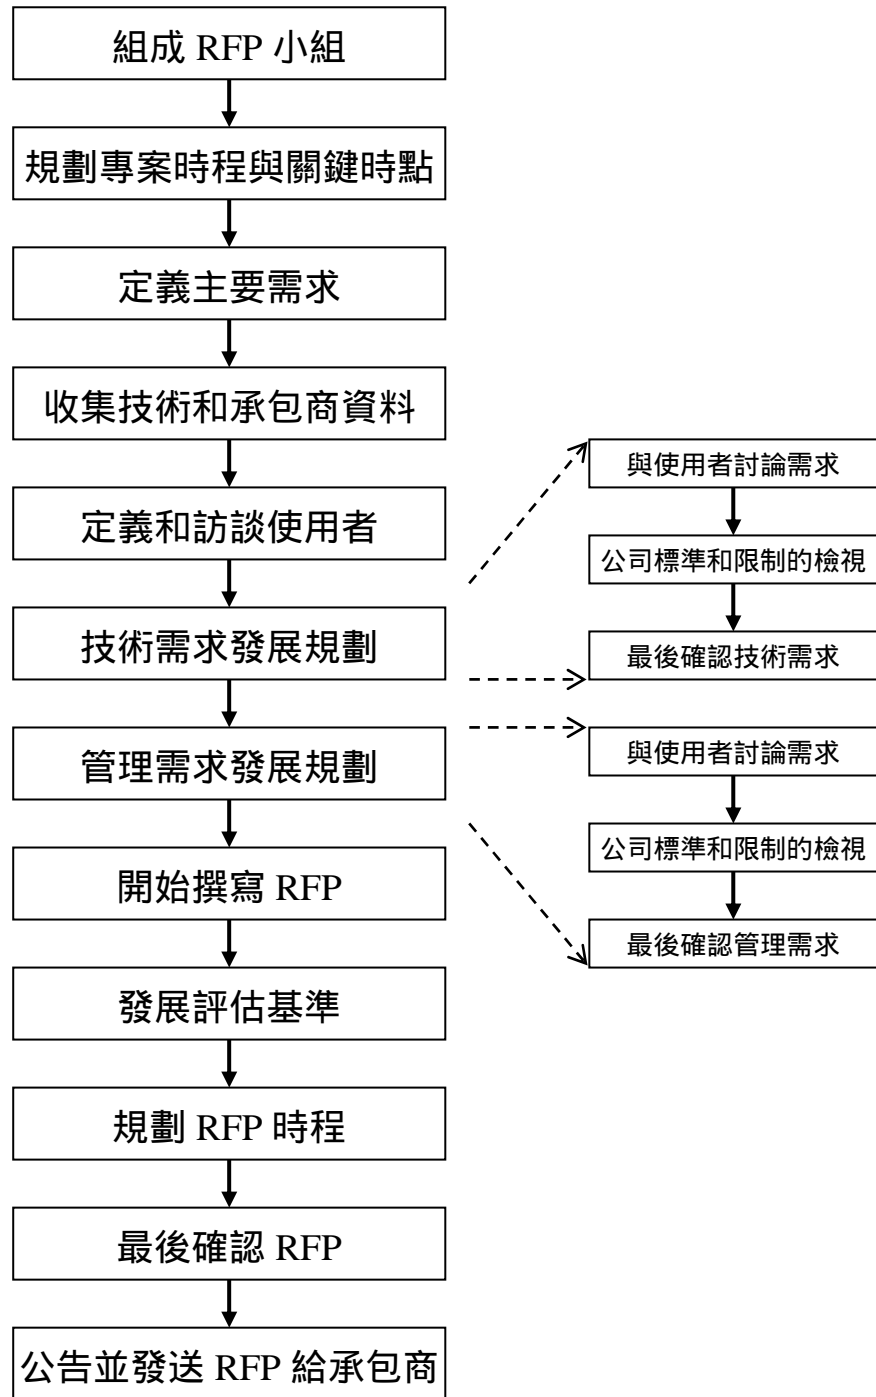 組成 RFP 小組
規劃專案時程與關鍵時點
定義主要需求
收集技術和承包商資料
定義和訪談使用者
技術需求發展規劃
管理需求發展規劃
開始撰寫 RFP
發展評估基準
規劃 RFP 時程
最後確認 RFP
公告並發送 RFP 給承包商
與使用者討論需求
公司標準和限制的檢視
最後確認技術需求
與使用者討論需求
公司標準和限制的檢視
最後確認管理需求